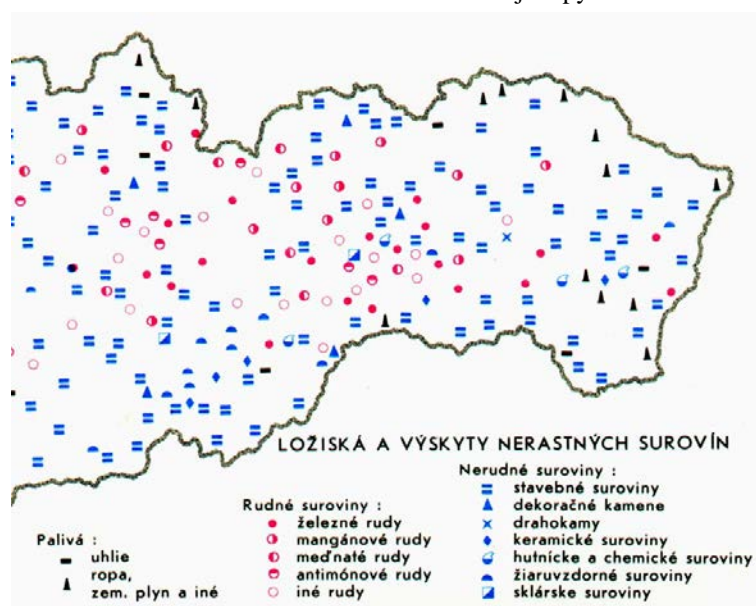 LOŽISKÁ A VÝSKYTY NERASTNÝCH SUROVÍN
Palivá :
uhlie
ropa,
zem. plyn a iné
Rudné suroviny :
železné rudy
mangánové rudy
meďnaté rudy
antimónové rudy
iné rudy
Nerudné suroviny :
stavebné suroviny
dekoračné kamene
drahokamy
keramické suroviny
hutnícke a chemické suroviny
žiaruvzdorné suroviny
sklárske suroviny